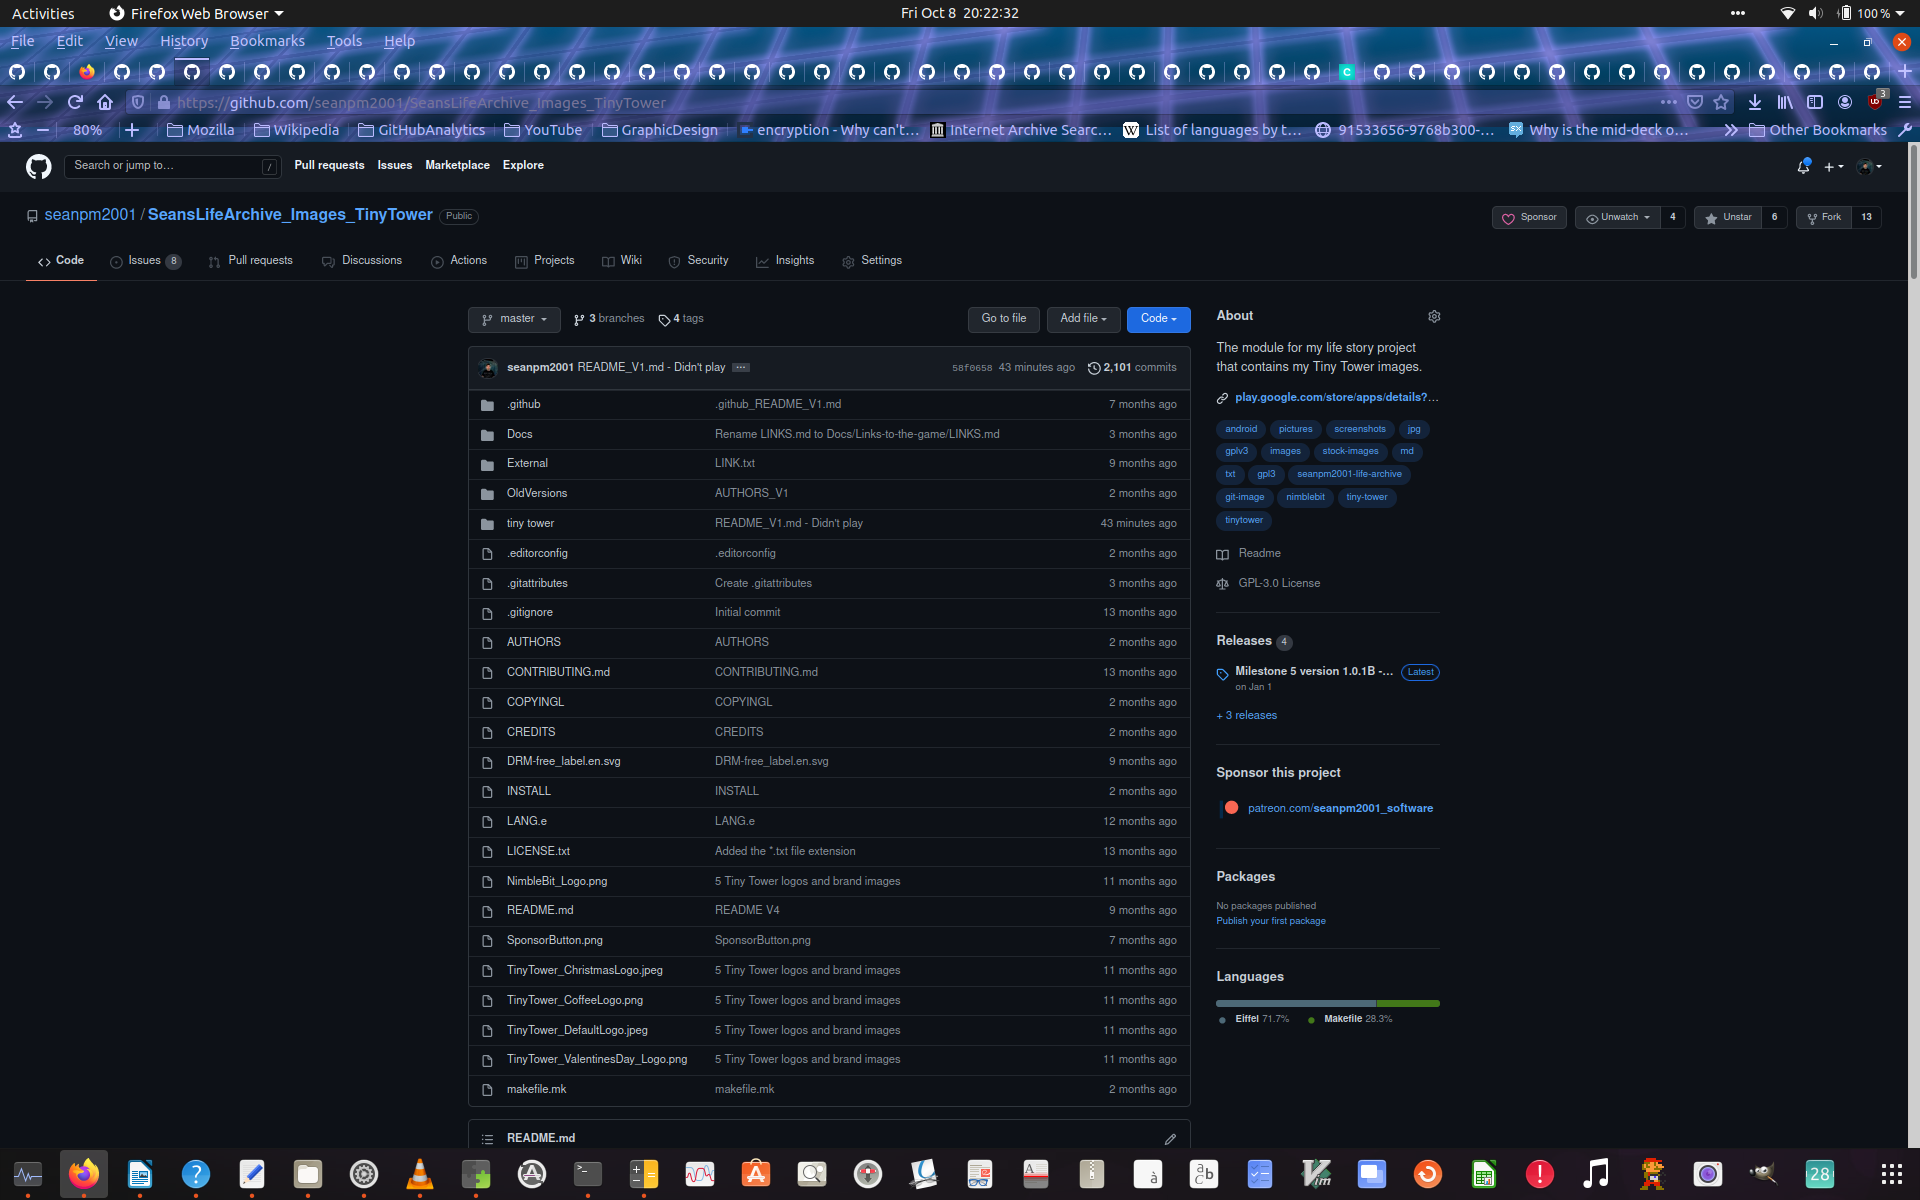 Activities Firefox Web Browser Fri Oct 8 20:22:32 100 %
File Edit View History Bookmarks Tools Help
https://github.com/seanpm2001/SeansLifeArchive_Images_TinyTower 3
80% Mozilla Wikipedia GitHubAnalytics YouTube GraphicDesign encryption - Why can't... Internet Archive Searc... List of languages by t... 91533656-9768b300-... Why is the mid-deck o... Other Bookmarks
Search or jump to... / Pull requests Issues Marketplace Explore
seanpm2001 / SeansLifeArchive_Images_TinyTower Public Sponsor Unwatch 4 Unstar 6 Fork 13
Code Issues 8 Pull requests Discussions Actions Projects Wiki Security Insights Settings
master 3 branches 4 tags Go to file Add file Code
seanpm2001 README_V1.md - Didn't play 58f0658 43 minutes ago 2,101 commits
.github .github_README_V1.md 7 months ago
Docs Rename LINKS.md to Docs/Links-to-the-game/LINKS.md 3 months ago
External LINK.txt 9 months ago
OldVersions AUTHORS_V1 2 months ago
tiny tower README_V1.md - Didn't play 43 minutes ago
.editorconfig .editorconfig 2 months ago
.gitattributes Create .gitattributes 3 months ago
.gitignore Initial commit 13 months ago
AUTHORS AUTHORS 2 months ago
CONTRIBUTING.md CONTRIBUTING.md 13 months ago
COPYINGL COPYINGL 2 months ago
CREDITS CREDITS 2 months ago
DRM-free_label.en.svg DRM-free_label.en.svg 9 months ago
INSTALL INSTALL 2 months ago
LANG.e LANG.e 12 months ago
LICENSE.txt Added the *.txt file extension 13 months ago
NimbleBit_Logo.png 5 Tiny Tower logos and brand images 11 months ago
README.md README V4 9 months ago
SponsorButton.png SponsorButton.png 7 months ago
TinyTower_ChristmasLogo.jpeg 5 Tiny Tower logos and brand images 11 months ago
TinyTower_CoffeeLogo.png 5 Tiny Tower logos and brand images 11 months ago
TinyTower_DefaultLogo.jpeg 5 Tiny Tower logos and brand images 11 months ago
TinyTower_ValentinesDay_Logo.png 5 Tiny Tower logos and brand images 11 months ago
makefile.mk makefile.mk 2 months ago
README.md
About
The module for my life story project
that contains my Tiny Tower images.
play.google.com/store/apps/details?...
android pictures screenshots jpg
gplv3 images stock-images md
txt gpl3 seanpm2001-life-archive
git-image nimblebit tiny-tower
tinytower
Readme
GPL-3.0 License
Releases 4
Milestone 5 version 1.0.1B -... Latest
on Jan 1
+ 3 releases
Sponsor this project
patreon.com/seanpm2001_software
Packages
No packages published
Publish your first package
Languages
Eiffel 71.7% Makefile 28.3%
28